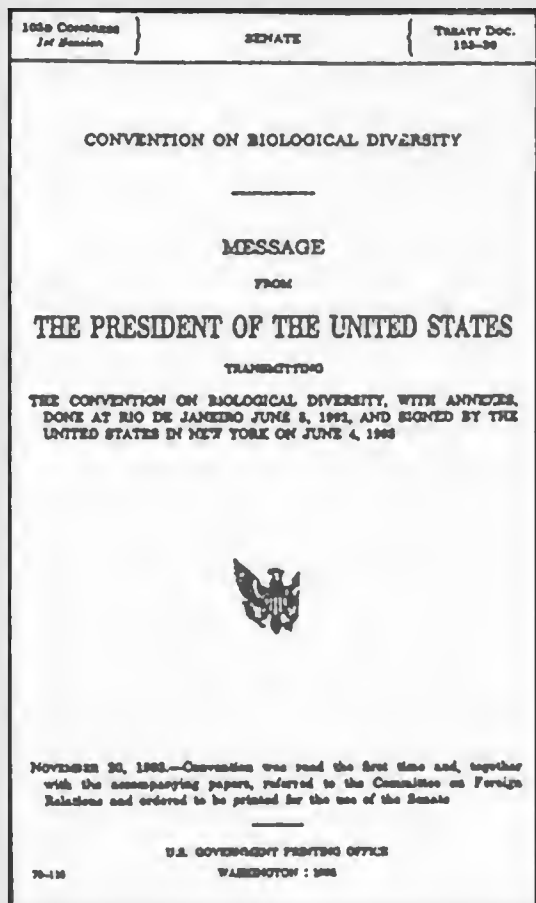 103D CONGRESS
1st Session
SENATE
TREATY DOC.
CONVENTION ON BIOLOGICAL DIVERSITY
MESSAGE
FROM
THE PRESIDENT OF THE UNITED STATES
TRANSMITTING
THE CONVENTION ON BIOLOGICAL DIVERSITY, WITH ANNEXES,
DONE AT RIO DE JANEIRO JUNE 5, 1992, AND SIGNED BY THE
UNITED STATES IN NEW YORK ON JUNE 4, 1993
NOVEMBER 20, 1993.—Convention was read the first time and, together
with the accompanying papers, referred to the Committee on Foreign
Relations and ordered to be printed for the use of the Senate
U.S. GOVERNMENT PRINTING OFFICE
WASHINGTON :